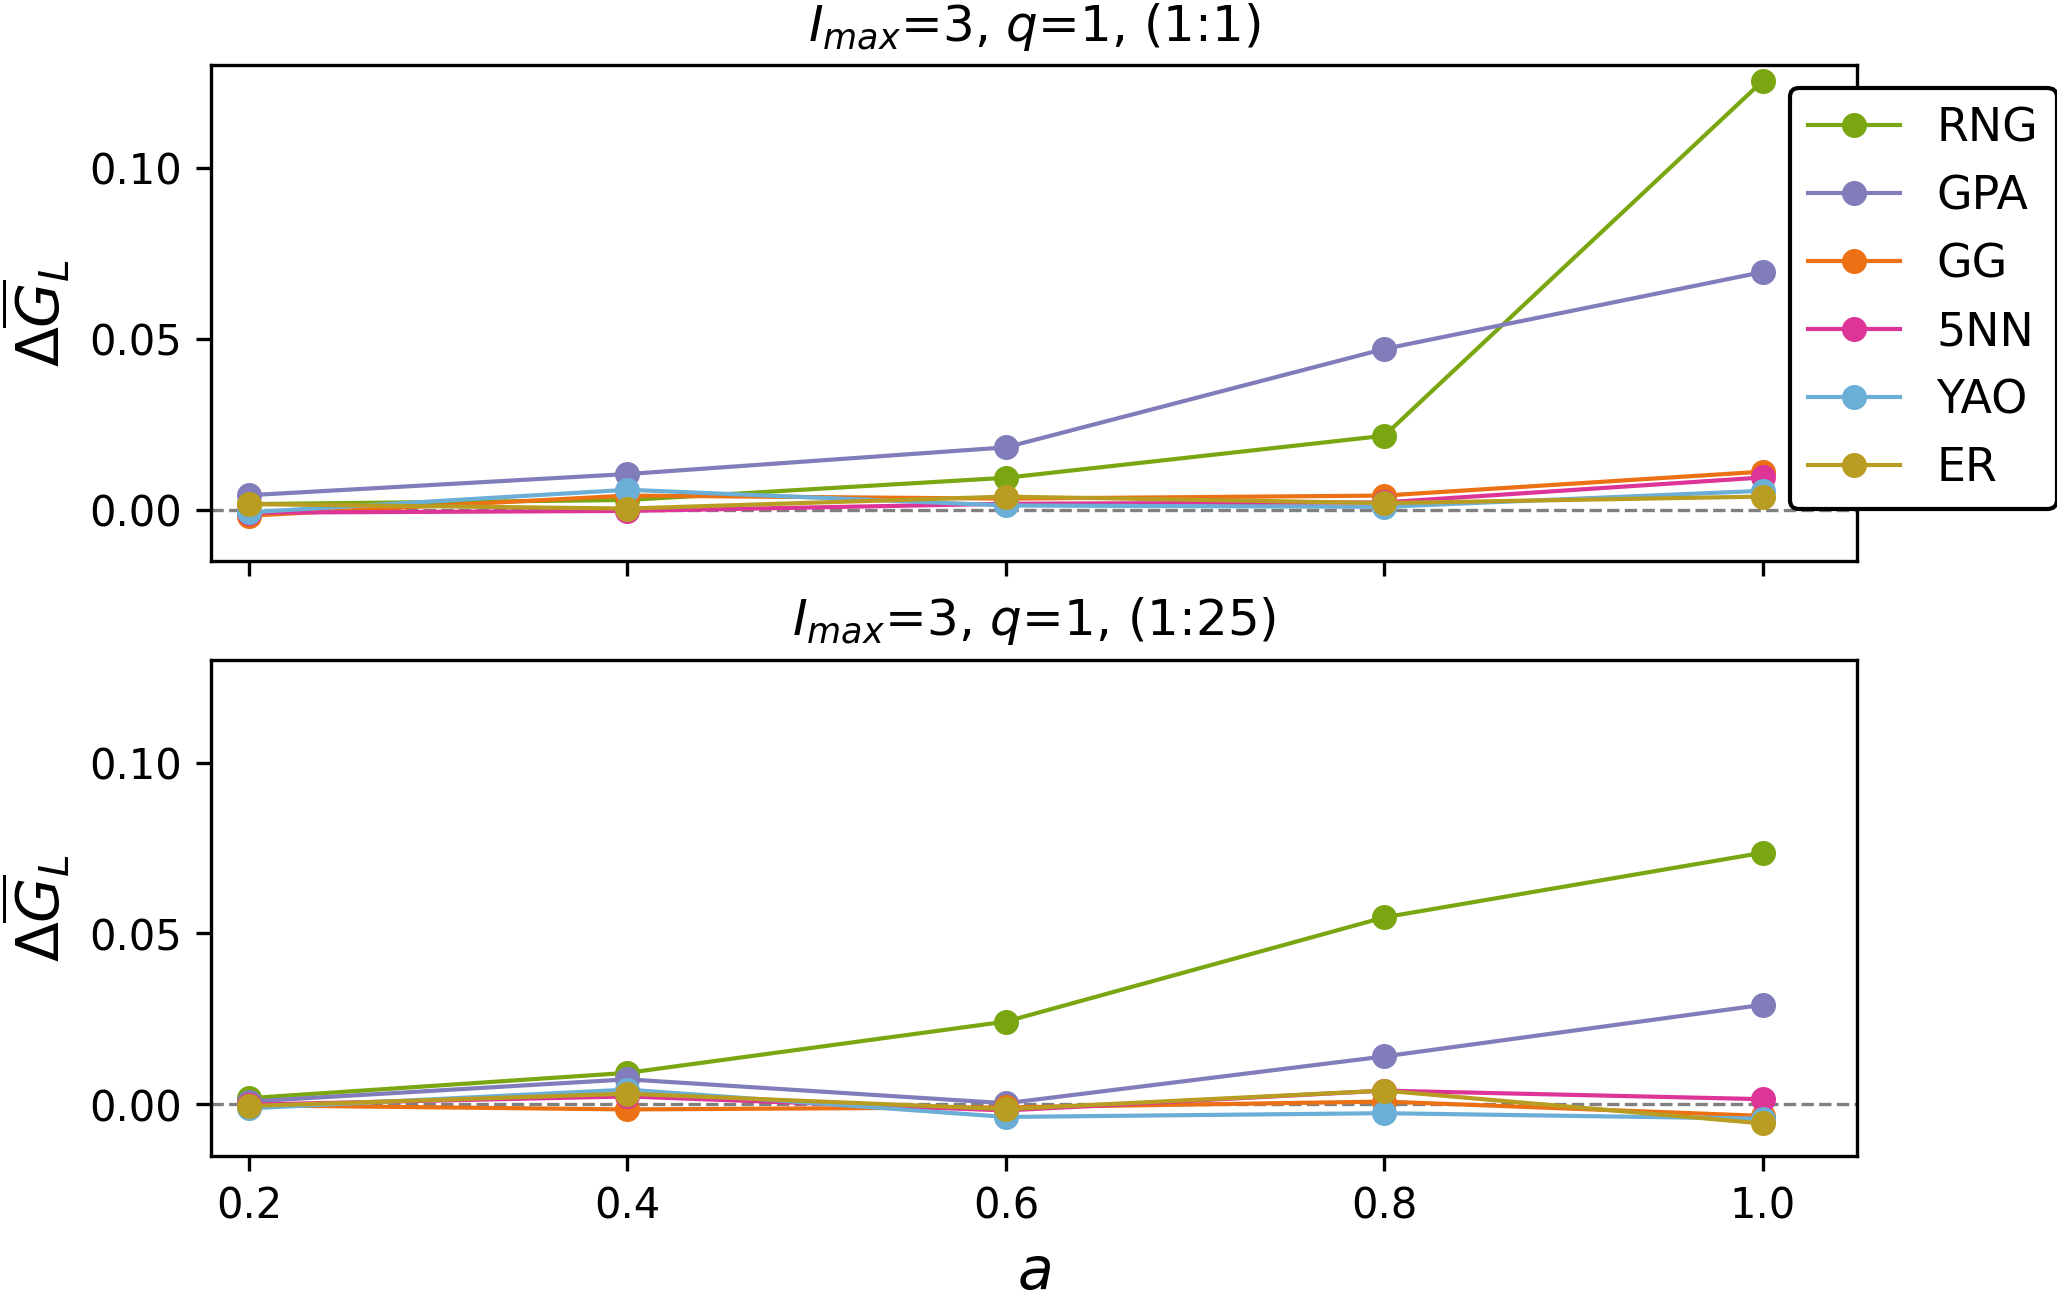 I_max=3, q=1, (1:1)
0.10
0.05
0.00
ΔG̅_L
RNG
GPA
GG
5NN
YAO
ER
I_max=3, q=1, (1:25)
0.10
0.05
0.00
ΔG̅_L
0.2 0.4 0.6 0.8 1.0
a